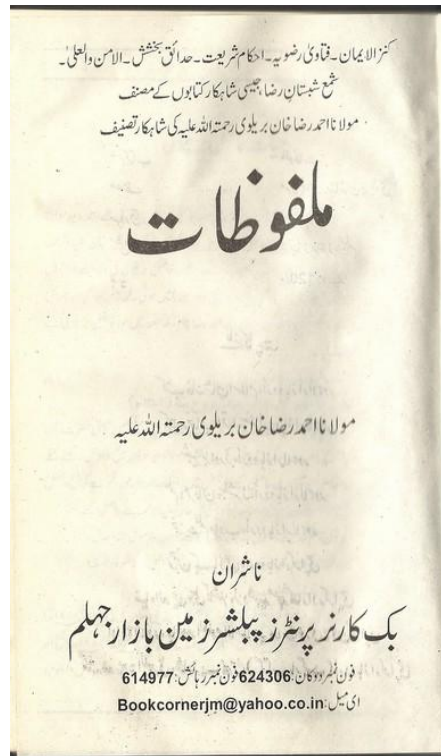 کنز الایمان۔ فتاویٰ رضویہ۔ احکام شریعت۔ حدائق بخشش۔ الامن والعلیٰ۔
شمع شبستانِ رضا جیسی شاہکار کتابوں کے مصنف
مولانا احمد رضا خان بریلوی رحمتہ اللہ علیہ کی شاہکار تصنیف
ملفوظات
مولانا احمد رضا خان بریلوی رحمتہ اللہ علیہ
ناشران
بک کارنر پرنٹرز پبلشرز مین بازار جہلم
فون نمبر دوکان:624306 فون نمبر رہائش:614977
ای میل:Bookcornerjm@yahoo.co.in